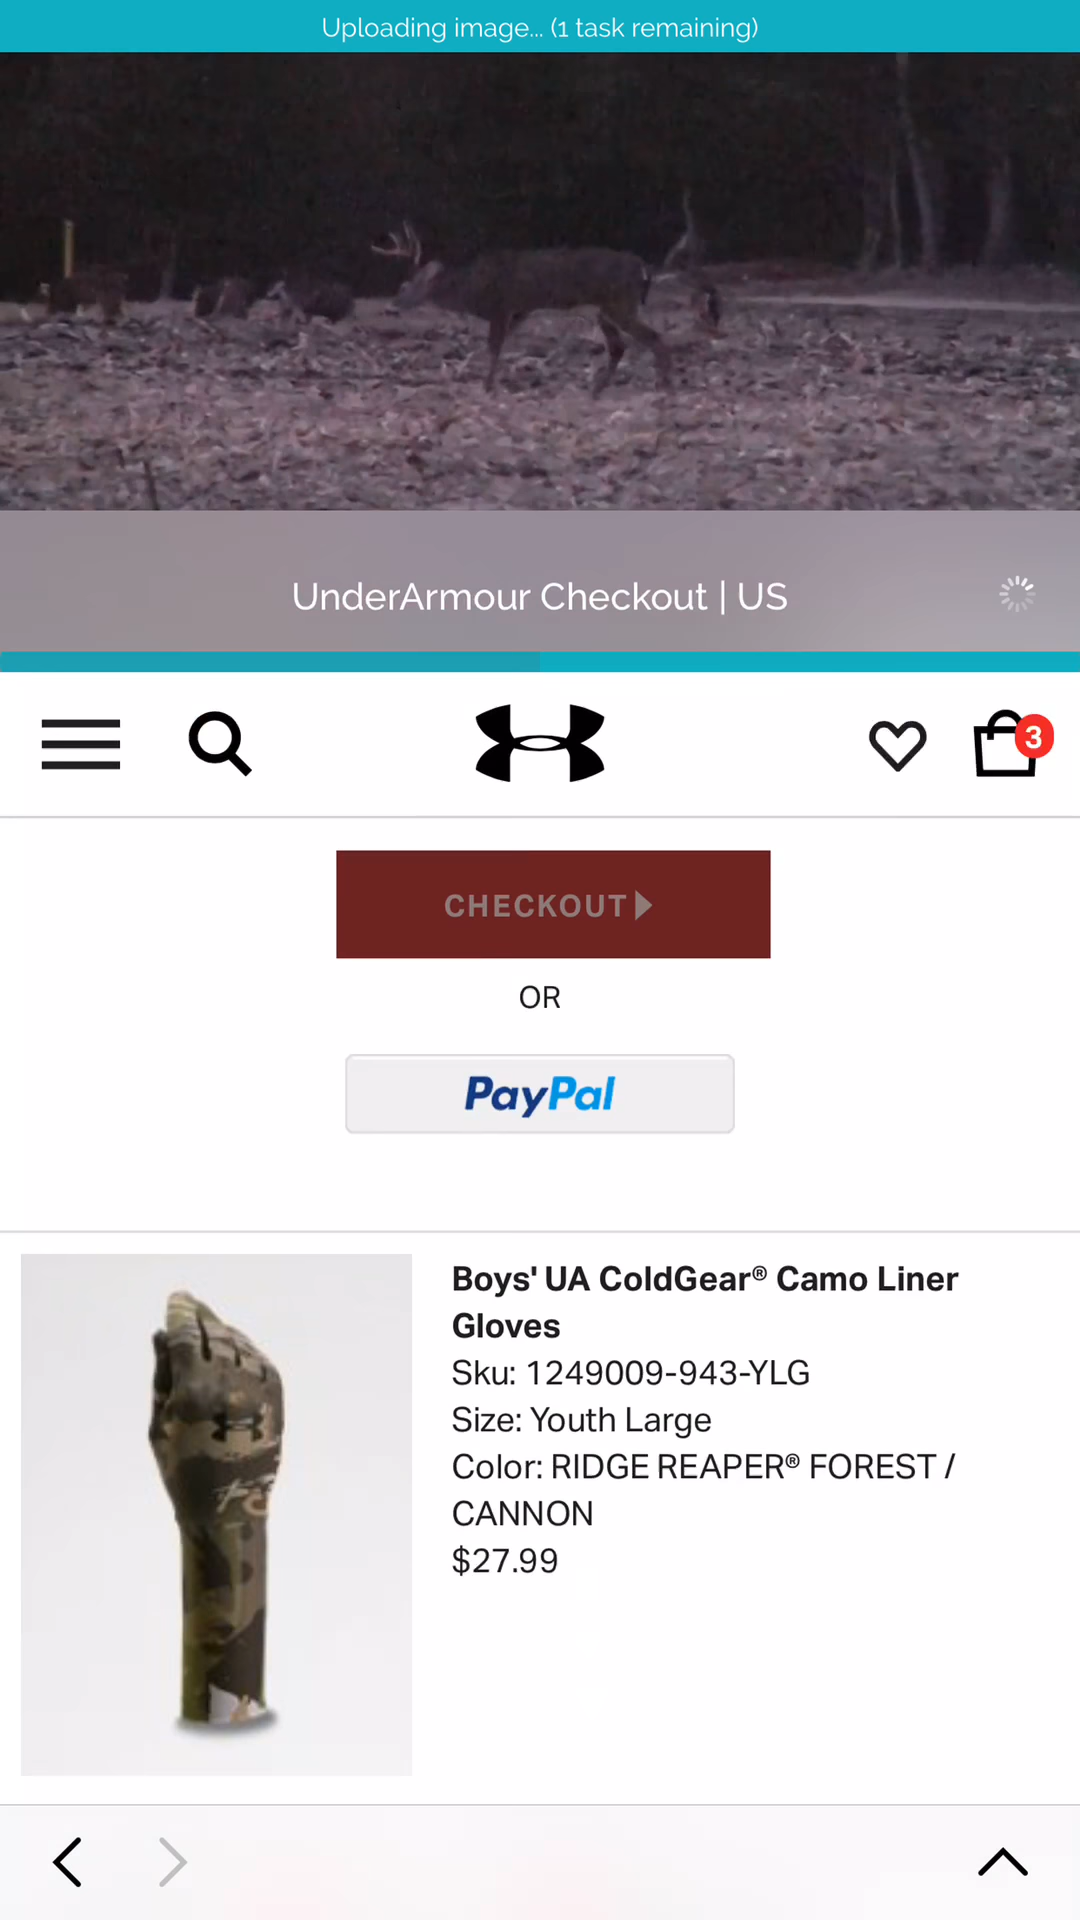 Uploading image... (1 task remaining)
UnderArmour Checkout | US
3
CHECKOUT
OR
PayPal
Boys' UA ColdGear® Camo Liner
Gloves
Sku: 1249009-943-YLG
Size: Youth Large
Color: RIDGE REAPER® FOREST /
CANNON
$27.99